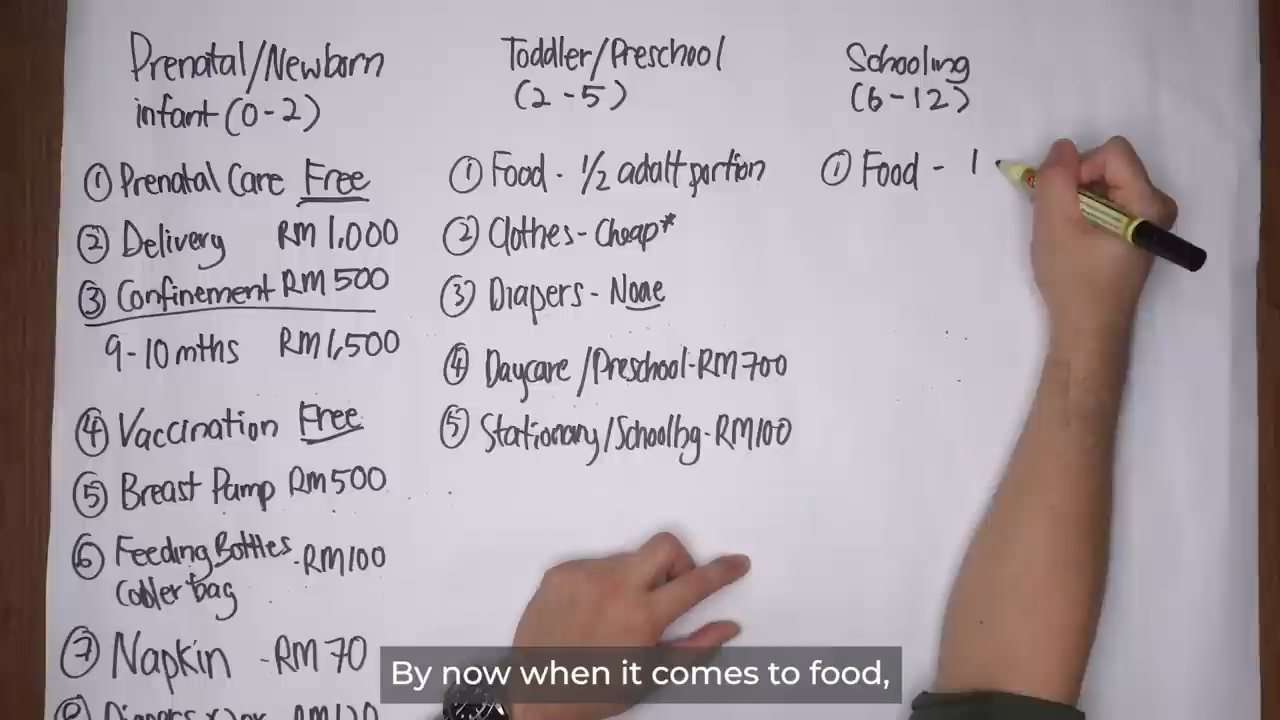 Prenatal/Newborn
infant (0-2)
① Prenatal Care Free
② Delivery RM 1,000
③ Confinement RM 500
9-10 mths RM 1,500
④ Vaccination Free
⑤ Breast Pump RM 500
⑥ Feeding Bottles
Cooler bag - RM 100
⑦ Napkin - RM 70
Toddler/Preschool
(2-5)
① Food - 1/2 adult portion
② Clothes - Cheap*
③ Diapers - None
④ Daycare / Preschool - RM 700
⑤ Stationary / Schoolbg - RM 100
Schooling
(6-12)
① Food - 1
By now when it comes to food,